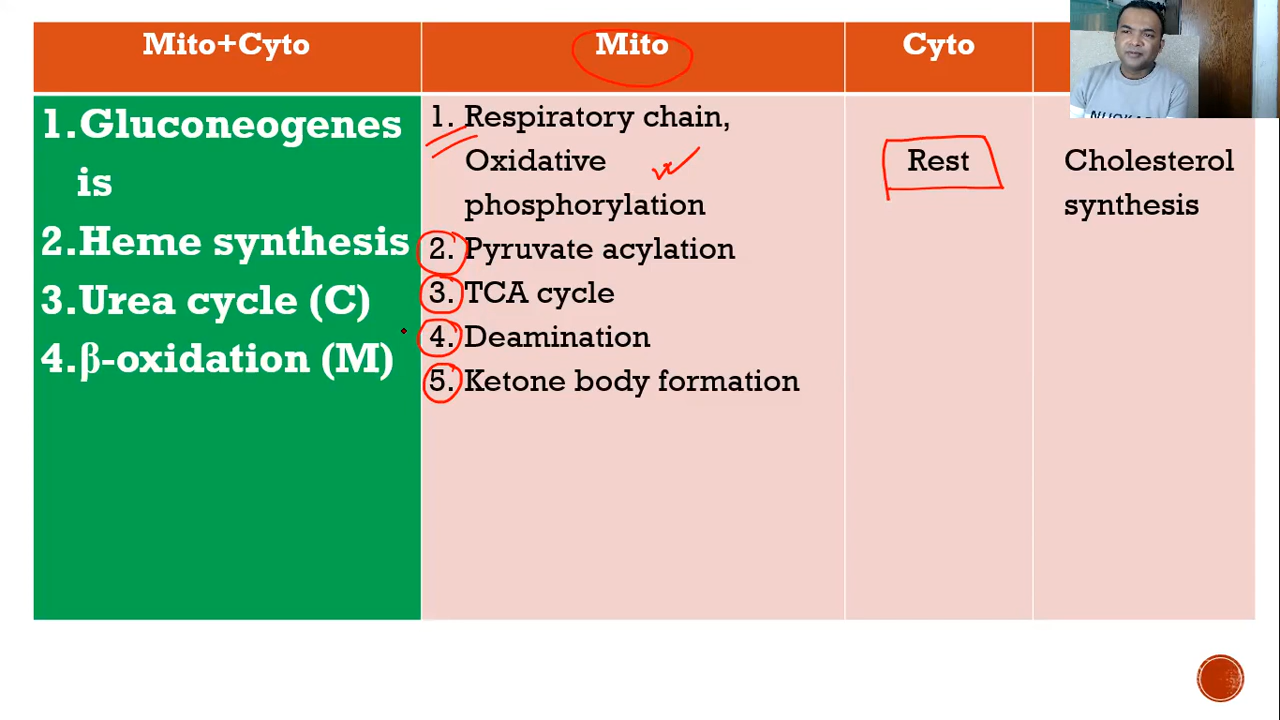 Mito+Cyto
Mito
Cyto
1.Gluconeogenes
is
2.Heme synthesis
3.Urea cycle (C)
4.β-oxidation (M)
1. Respiratory chain,
Oxidative
phosphorylation
2. Pyruvate acylation
3. TCA cycle
4. Deamination
5. Ketone body formation
Rest
Cholesterol
synthesis